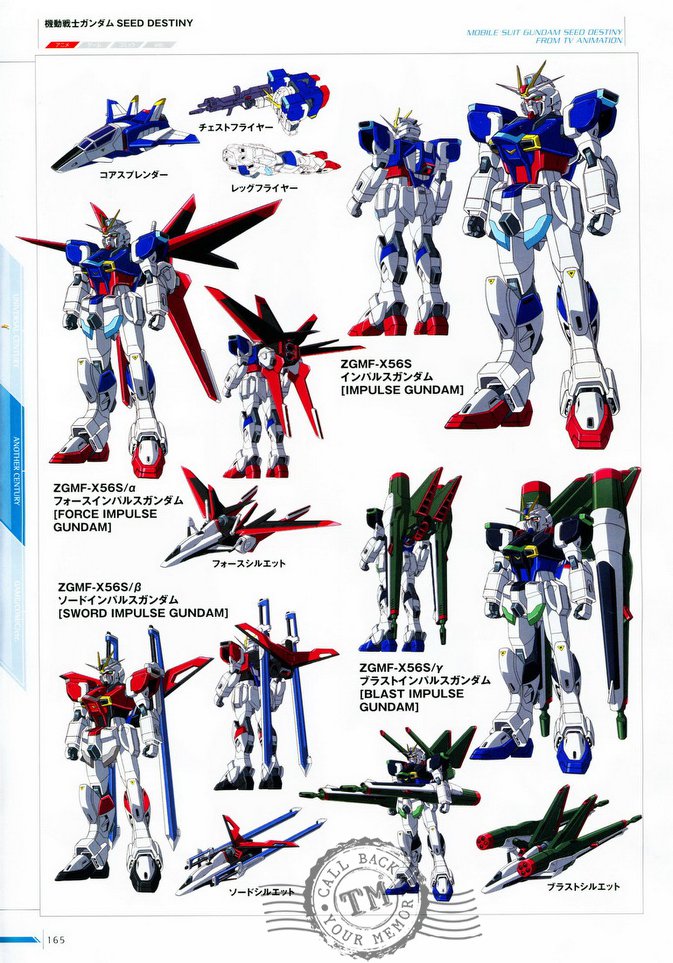 機動戦士ガンダム SEED DESTINY
アニメ
MOBILE SUIT GUNDAM SEED DESTINY
FROM TV ANIMATION
チェストフライヤー
コアスプレンダー
レッグフライヤー
ZGMF-X56S
インパルスガンダム
[IMPULSE GUNDAM]
ZGMF-X56S/α
フォースインパルスガンダム
[FORCE IMPULSE
GUNDAM]
フォースシルエット
ZGMF-X56S/β
ソードインパルスガンダム
[SWORD IMPULSE GUNDAM]
ZGMF-X56S/γ
ブラストインパルスガンダム
[BLAST IMPULSE
GUNDAM]
ソードシルエット
ブラストシルエット
UNIVERSAL CENTURY
ANOTHER CENTURY
CALL BACK
TM
YOUR MEMORY
165